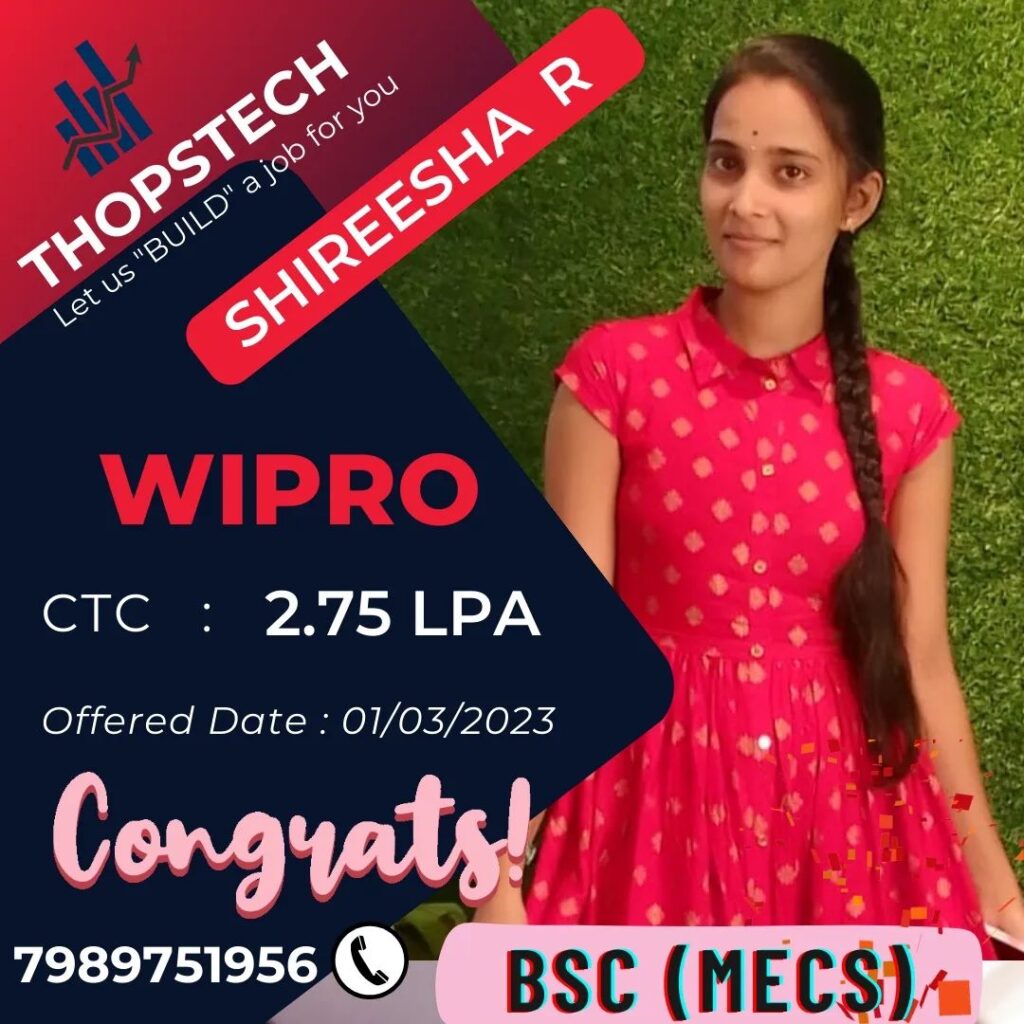 THOPSTECH
Let us "BUILD" a job for you
SHIREESHA R
WIPRO
CTC : 2.75 LPA
Offered Date : 01/03/2023
Congrats!
7989751956
BSC (MECS)